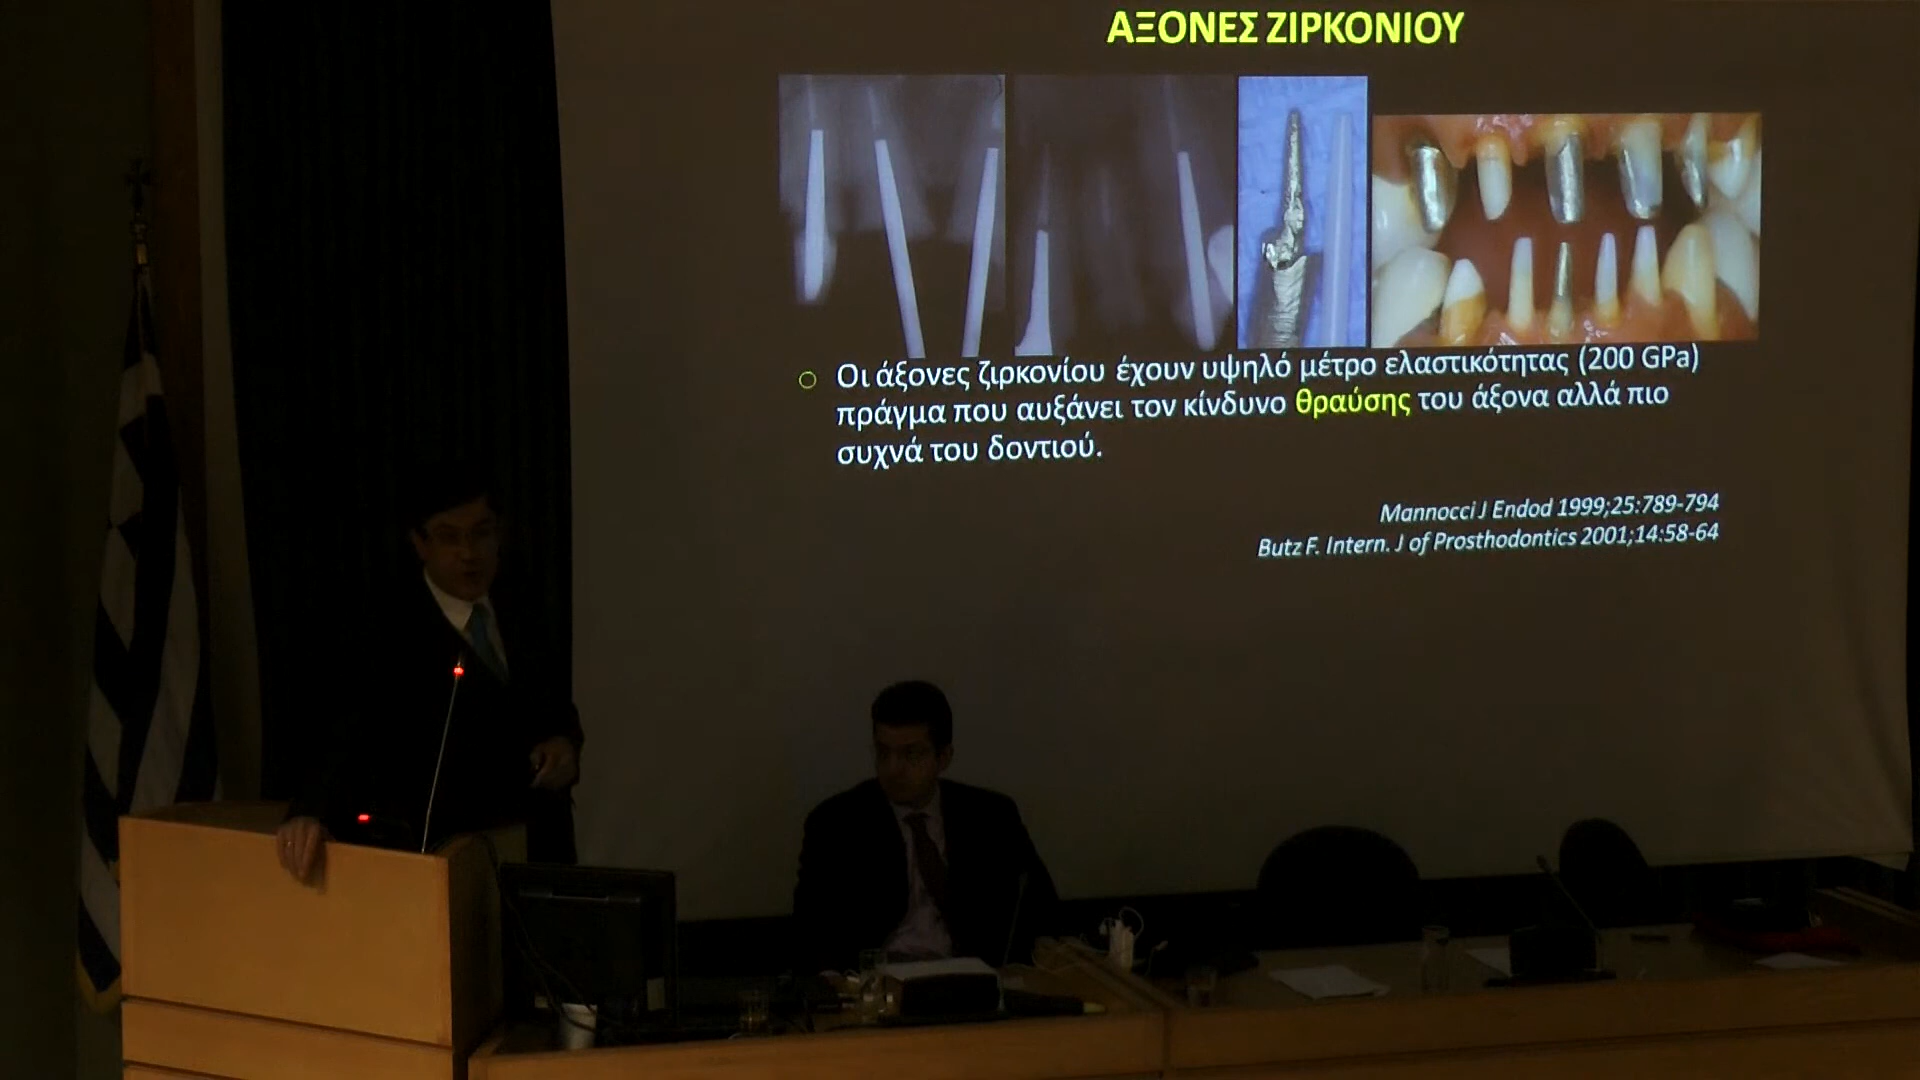 ΑΞΟΝΕΣ ΖΙΡΚΟΝΙΟΥ
Οι άξονες ζιρκονίου έχουν υψηλό μέτρο ελαστικότητας (200 GPa)
πράγμα που αυξάνει τον κίνδυνο θραύσης του άξονα αλλά πιο
συχνά του δοντιού.
Mannocci J Endod 1999;25:789-794
Butz F. Intern. J of Prosthodontics 2001;14:58-64